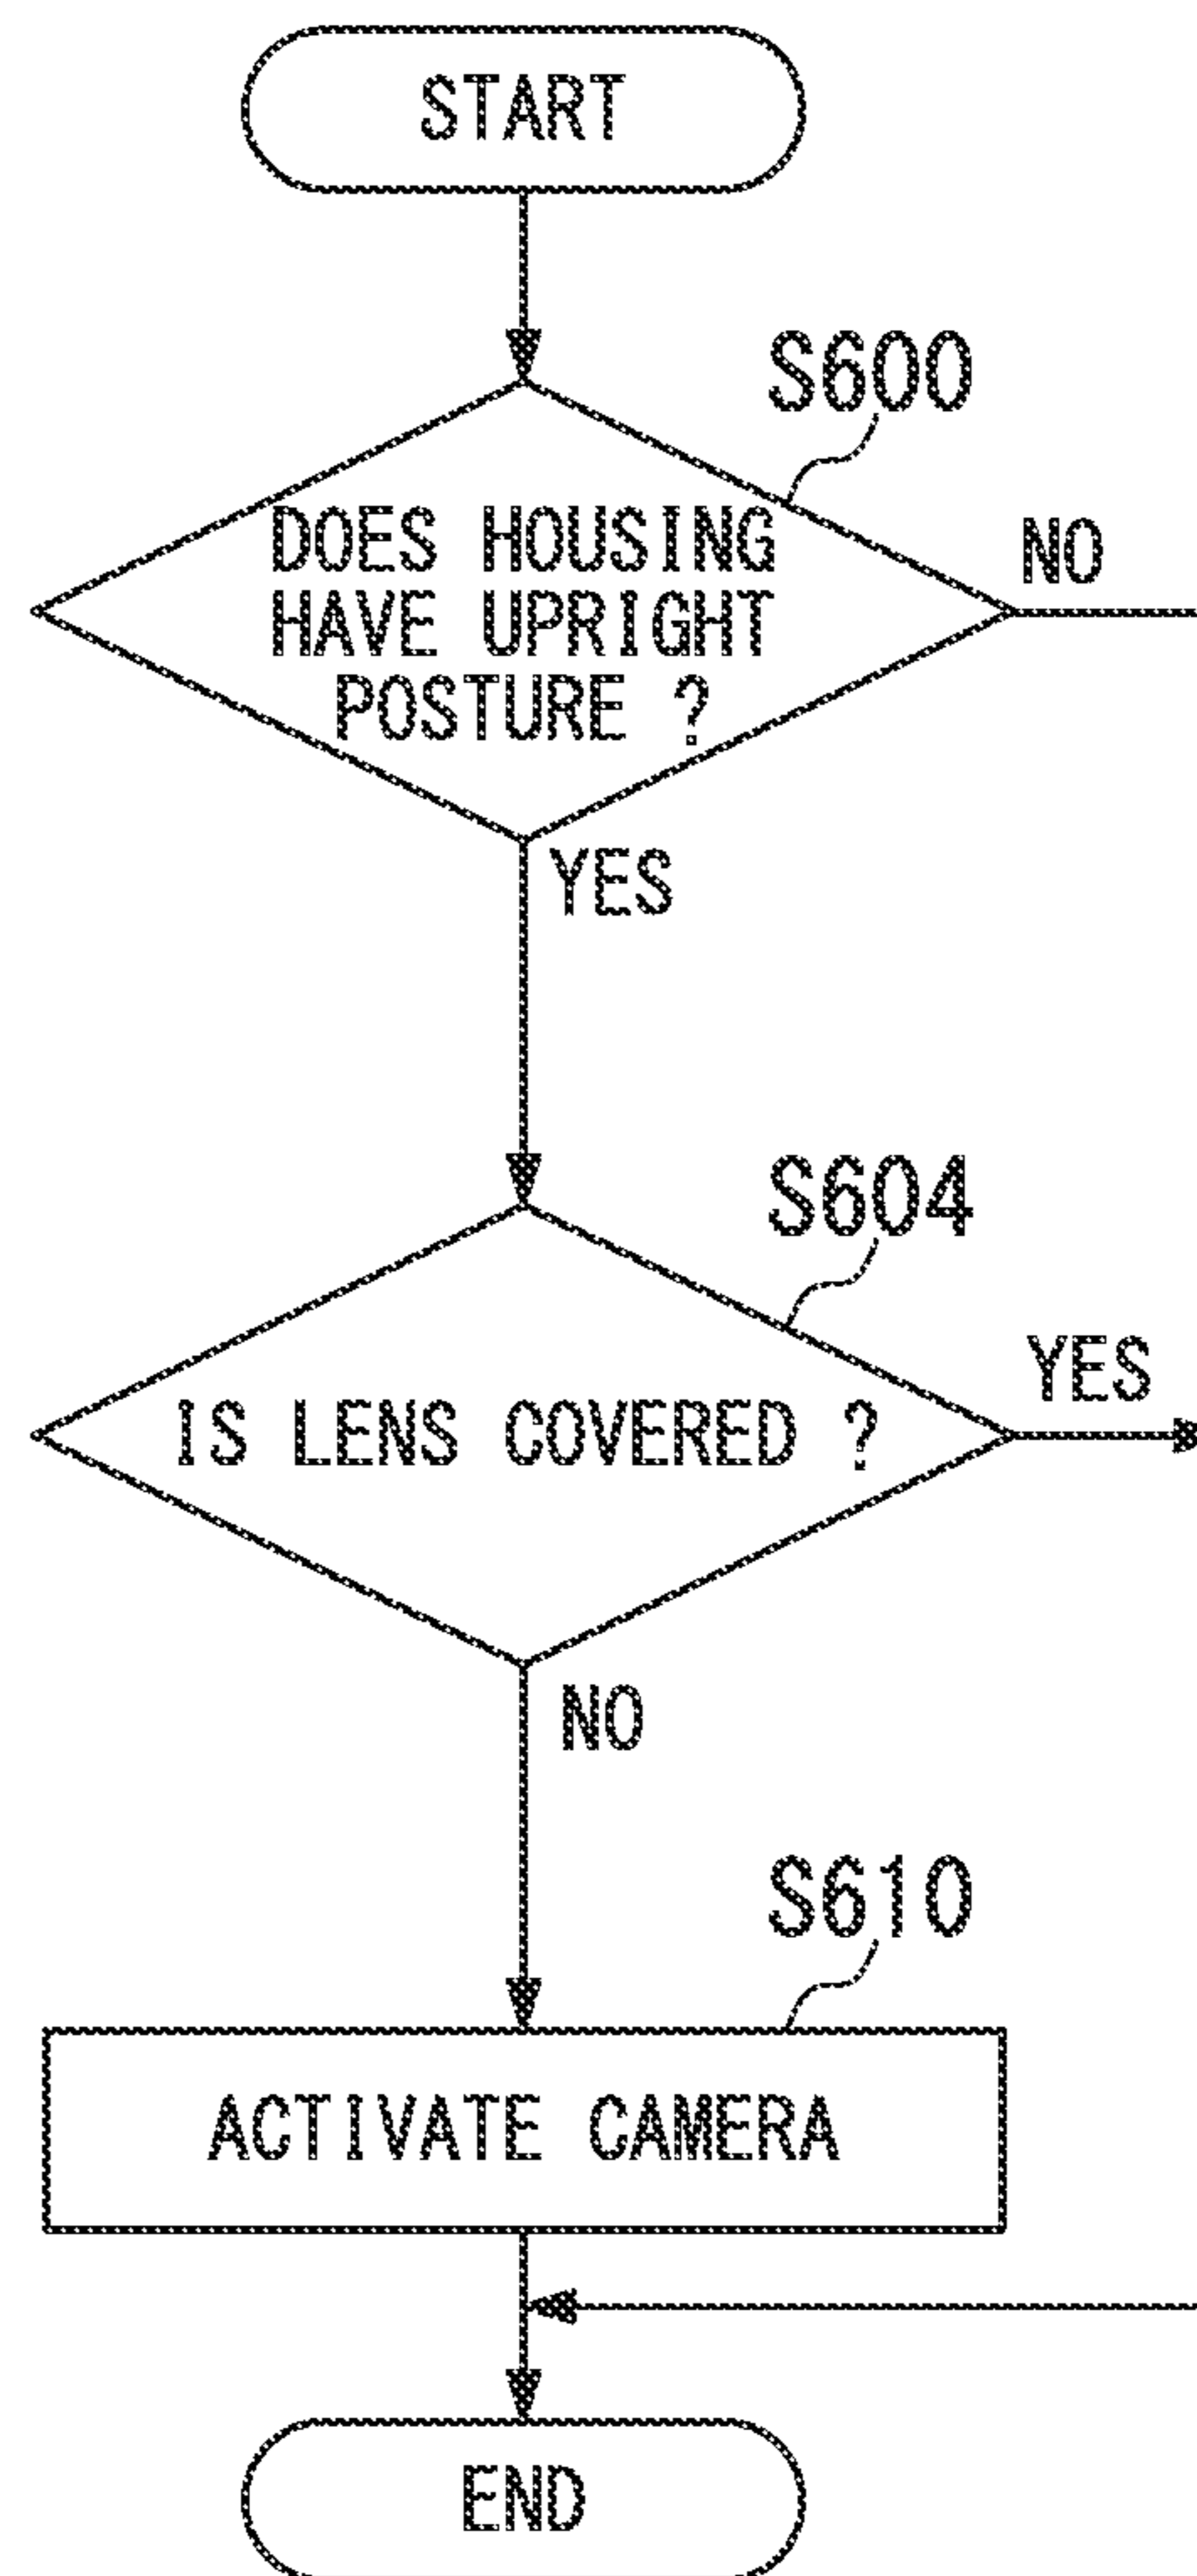 START
S600
DOES HOUSING
HAVE UPRIGHT
POSTURE ?
NO
YES
S604
IS LENS COVERED ?
YES
NO
S610
ACTIVATE CAMERA
END